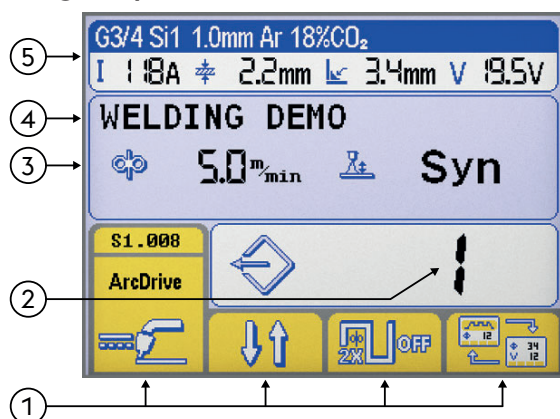 G3/4 Si1 1.0mm Ar 18%CO₂
I 118A 2.2mm 3.4mm V 19.5V
WELDING DEMO
5.0 m/min Syn
S1.008
ArcDrive
1
2X OFF
Φ 12 Φ 34
V 12
5
4
3
2
1